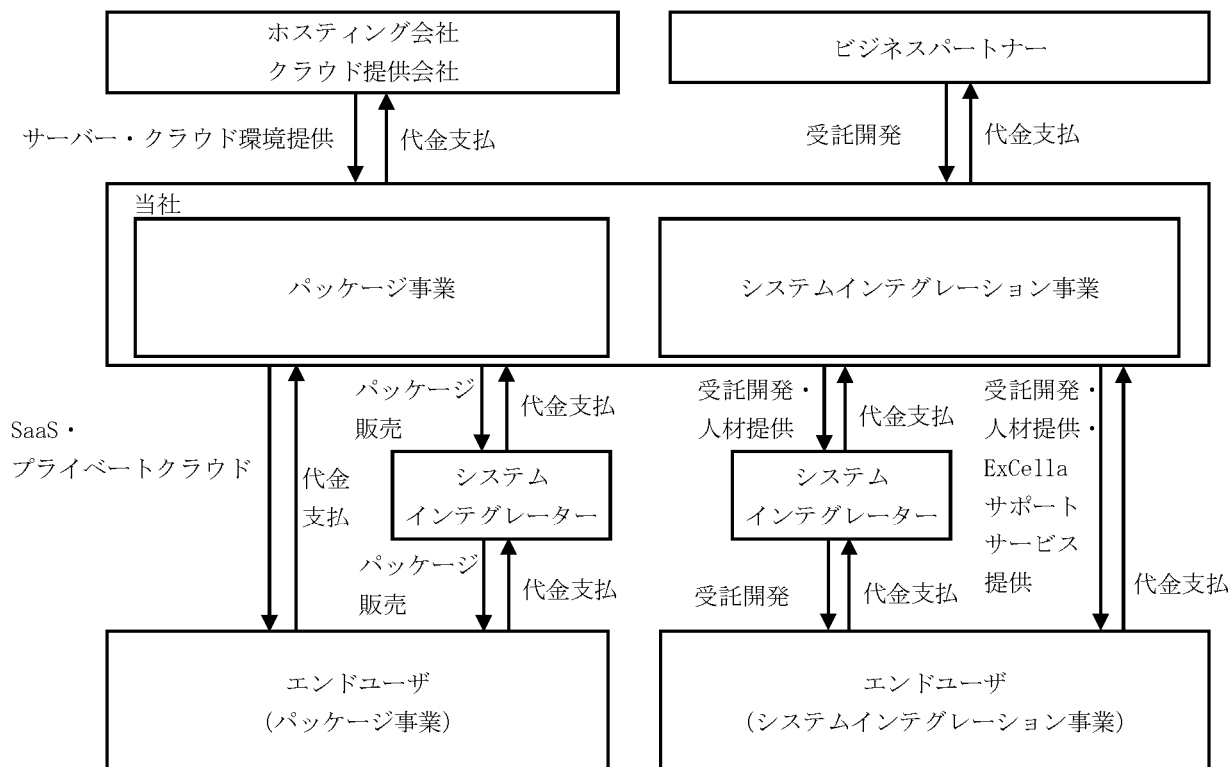 ホスティング会社
クラウド提供会社
ビジネスパートナー
サーバー・クラウド環境提供
代金支払
受託開発
代金支払
当社
パッケージ事業
システムインテグレーション事業
SaaS・
プライベートクラウド
代金
支払
パッケージ
販売
代金支払
システム
インテグレーター
パッケージ
販売
代金支払
受託開発・
人材提供
代金支払
システム
インテグレーター
受託開発
代金支払
受託開発・
人材提供・
ExCella
サポート
サービス
提供
代金支払
エンドユーザ
(パッケージ事業)
エンドユーザ
(システムインテグレーション事業)